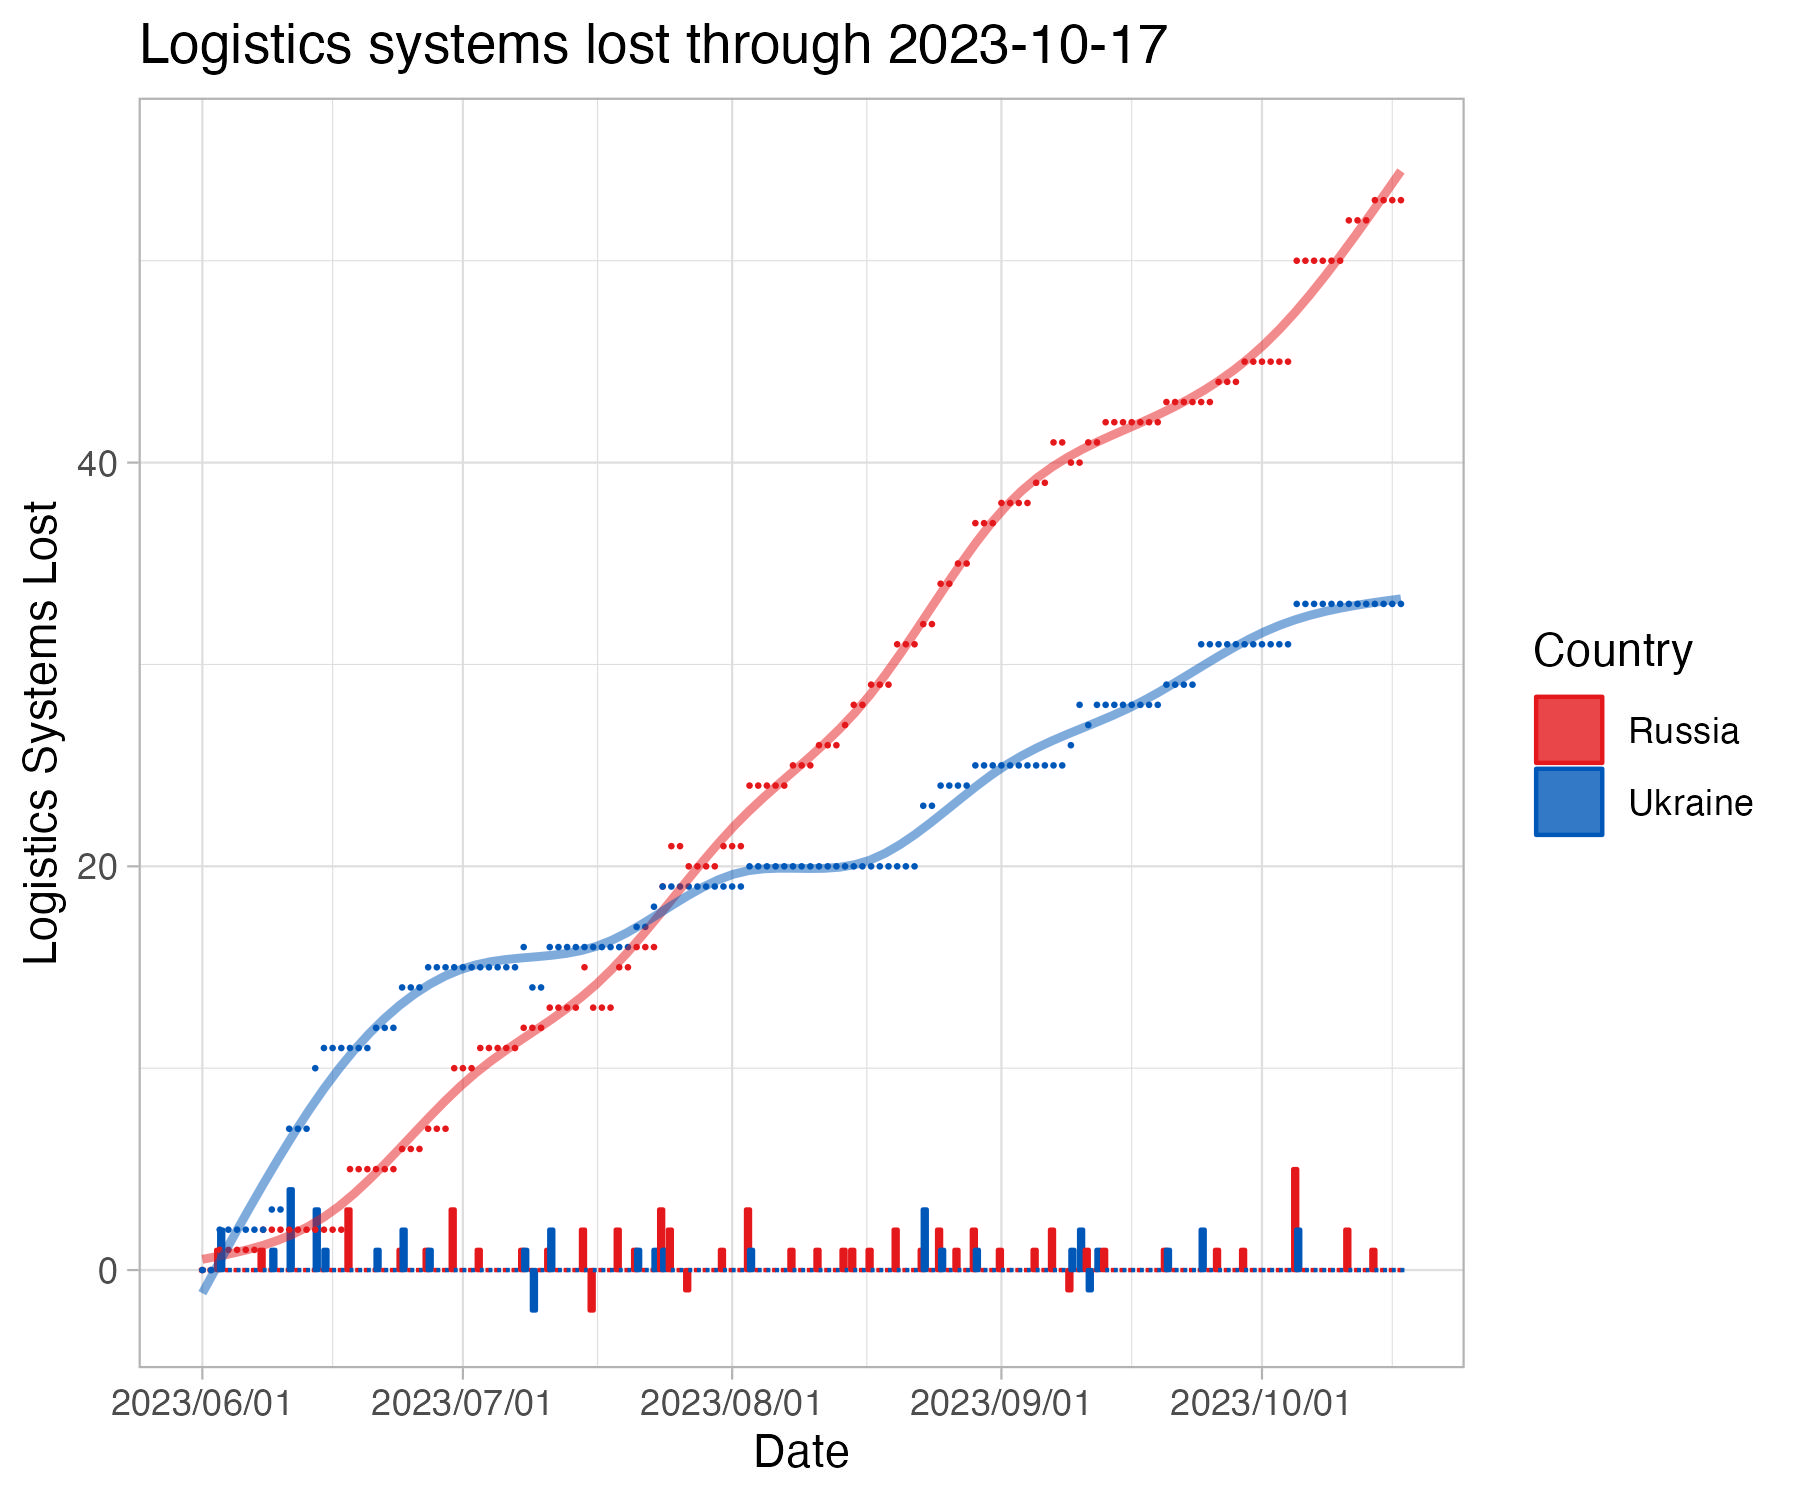 Logistics systems lost through 2023-10-17
Logistics Systems Lost
40
20
0
2023/06/01 2023/07/01 2023/08/01 2023/09/01 2023/10/01
Date
Country
Russia
Ukraine